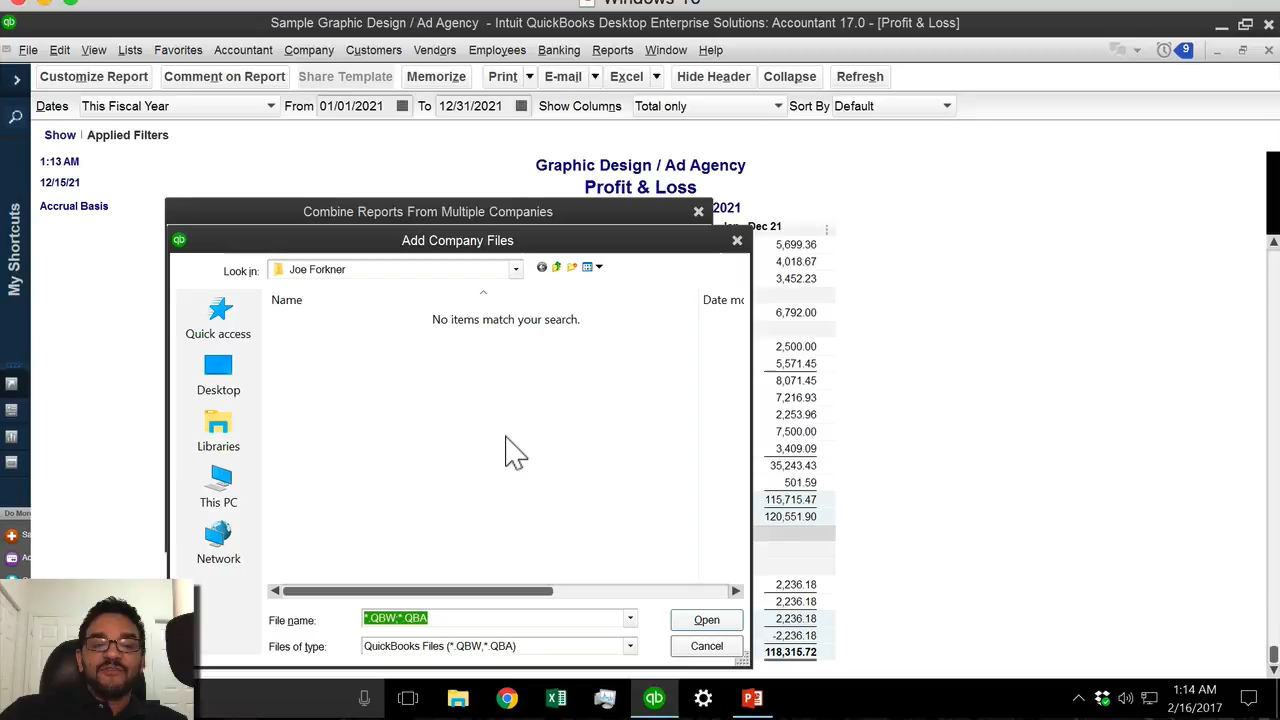 Windows 10
Sample Graphic Design / Ad Agency - Intuit QuickBooks Desktop Enterprise Solutions: Accountant 17.0 - [Profit & Loss]
File Edit View Lists Favorites Accountant Company Customers Vendors Employees Banking Reports Window Help
9
Customize Report Comment on Report Share Template Memorize Print E-mail Excel Hide Header Collapse Refresh
Dates This Fiscal Year From 01/01/2021 To 12/31/2021 Show Columns Total only Sort By Default
Show Applied Filters
1:13 AM
12/15/21
Accrual Basis
My Shortcuts
Graphic Design / Ad Agency
Profit & Loss
2021
Dec 21
Combine Reports From Multiple Companies
qb Add Company Files
Look in: Joe Forkner
Name Date mo
No items match your search.
Quick access
Desktop
Libraries
This PC
Network
File name: *.QBW;*.QBA Open
Files of type: QuickBooks Files (*.QBW,*.QBA) Cancel
5,699.36
4,018.67
3,452.23
6,792.00
2,500.00
5,571.45
8,071.45
7,216.93
2,253.96
7,500.00
3,409.09
35,243.43
501.59
115,715.47
120,551.90
2,236.18
2,236.18
2,236.18
-2,236.18
118,315.72
1:14 AM
2/16/2017